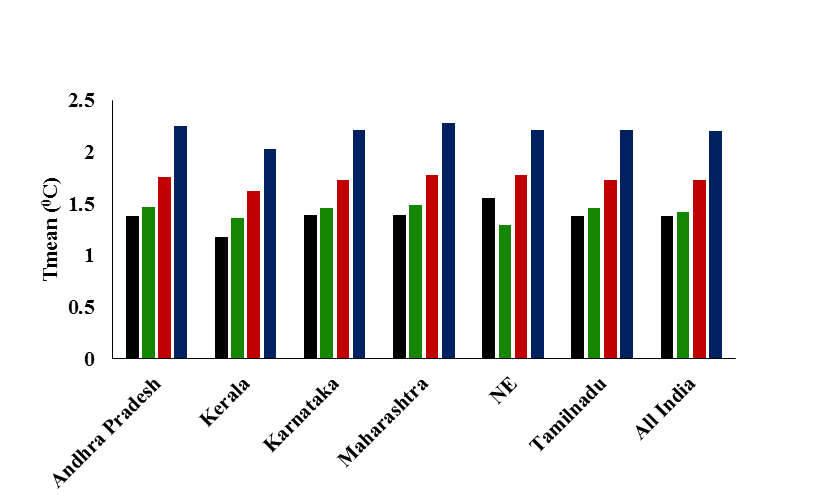 2.5
2
1.5
1
0.5
0
Tmean (⁰C)
Andhra Pradesh
Kerala
Karnataka
Maharashtra
NE
Tamilnadu
All India